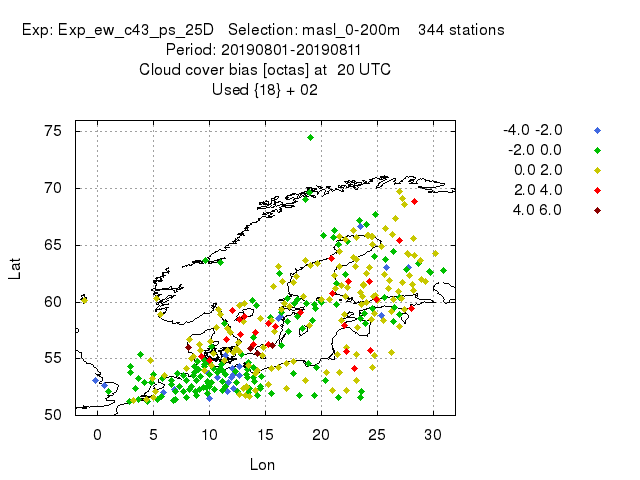 Exp: Exp_ew_c43_ps_25D   Selection: masl_0-200m    344 stations
Period: 20190801-20190811
Cloud cover bias [octas] at  20 UTC
Used {18} + 02
-4.0 -2.0
-2.0 0.0
0.0 2.0
2.0 4.0
4.0 6.0
75
70
65
60
55
50
Lat
0 5 10 15 20 25 30
Lon